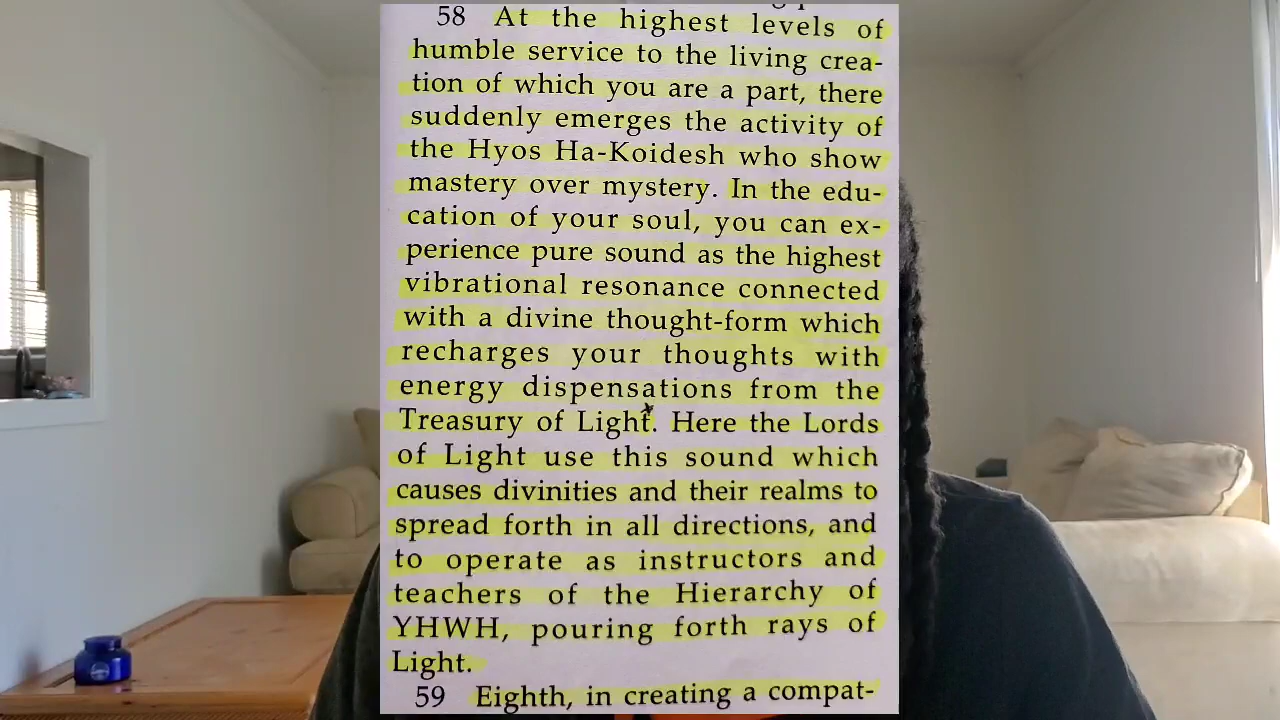 58 At the highest levels of
humble service to the living crea-
tion of which you are a part, there
suddenly emerges the activity of
the Hyos Ha-Koidesh who show
mastery over mystery. In the edu-
cation of your soul, you can ex-
perience pure sound as the highest
vibrational resonance connected
with a divine thought-form which
recharges your thoughts with
energy dispensations from the
Treasury of Light. Here the Lords
of Light use this sound which
causes divinities and their realms to
spread forth in all directions, and
to operate as instructors and
teachers of the Hierarchy of
YHWH, pouring forth rays of
Light.
59 Eighth, in creating a compat-